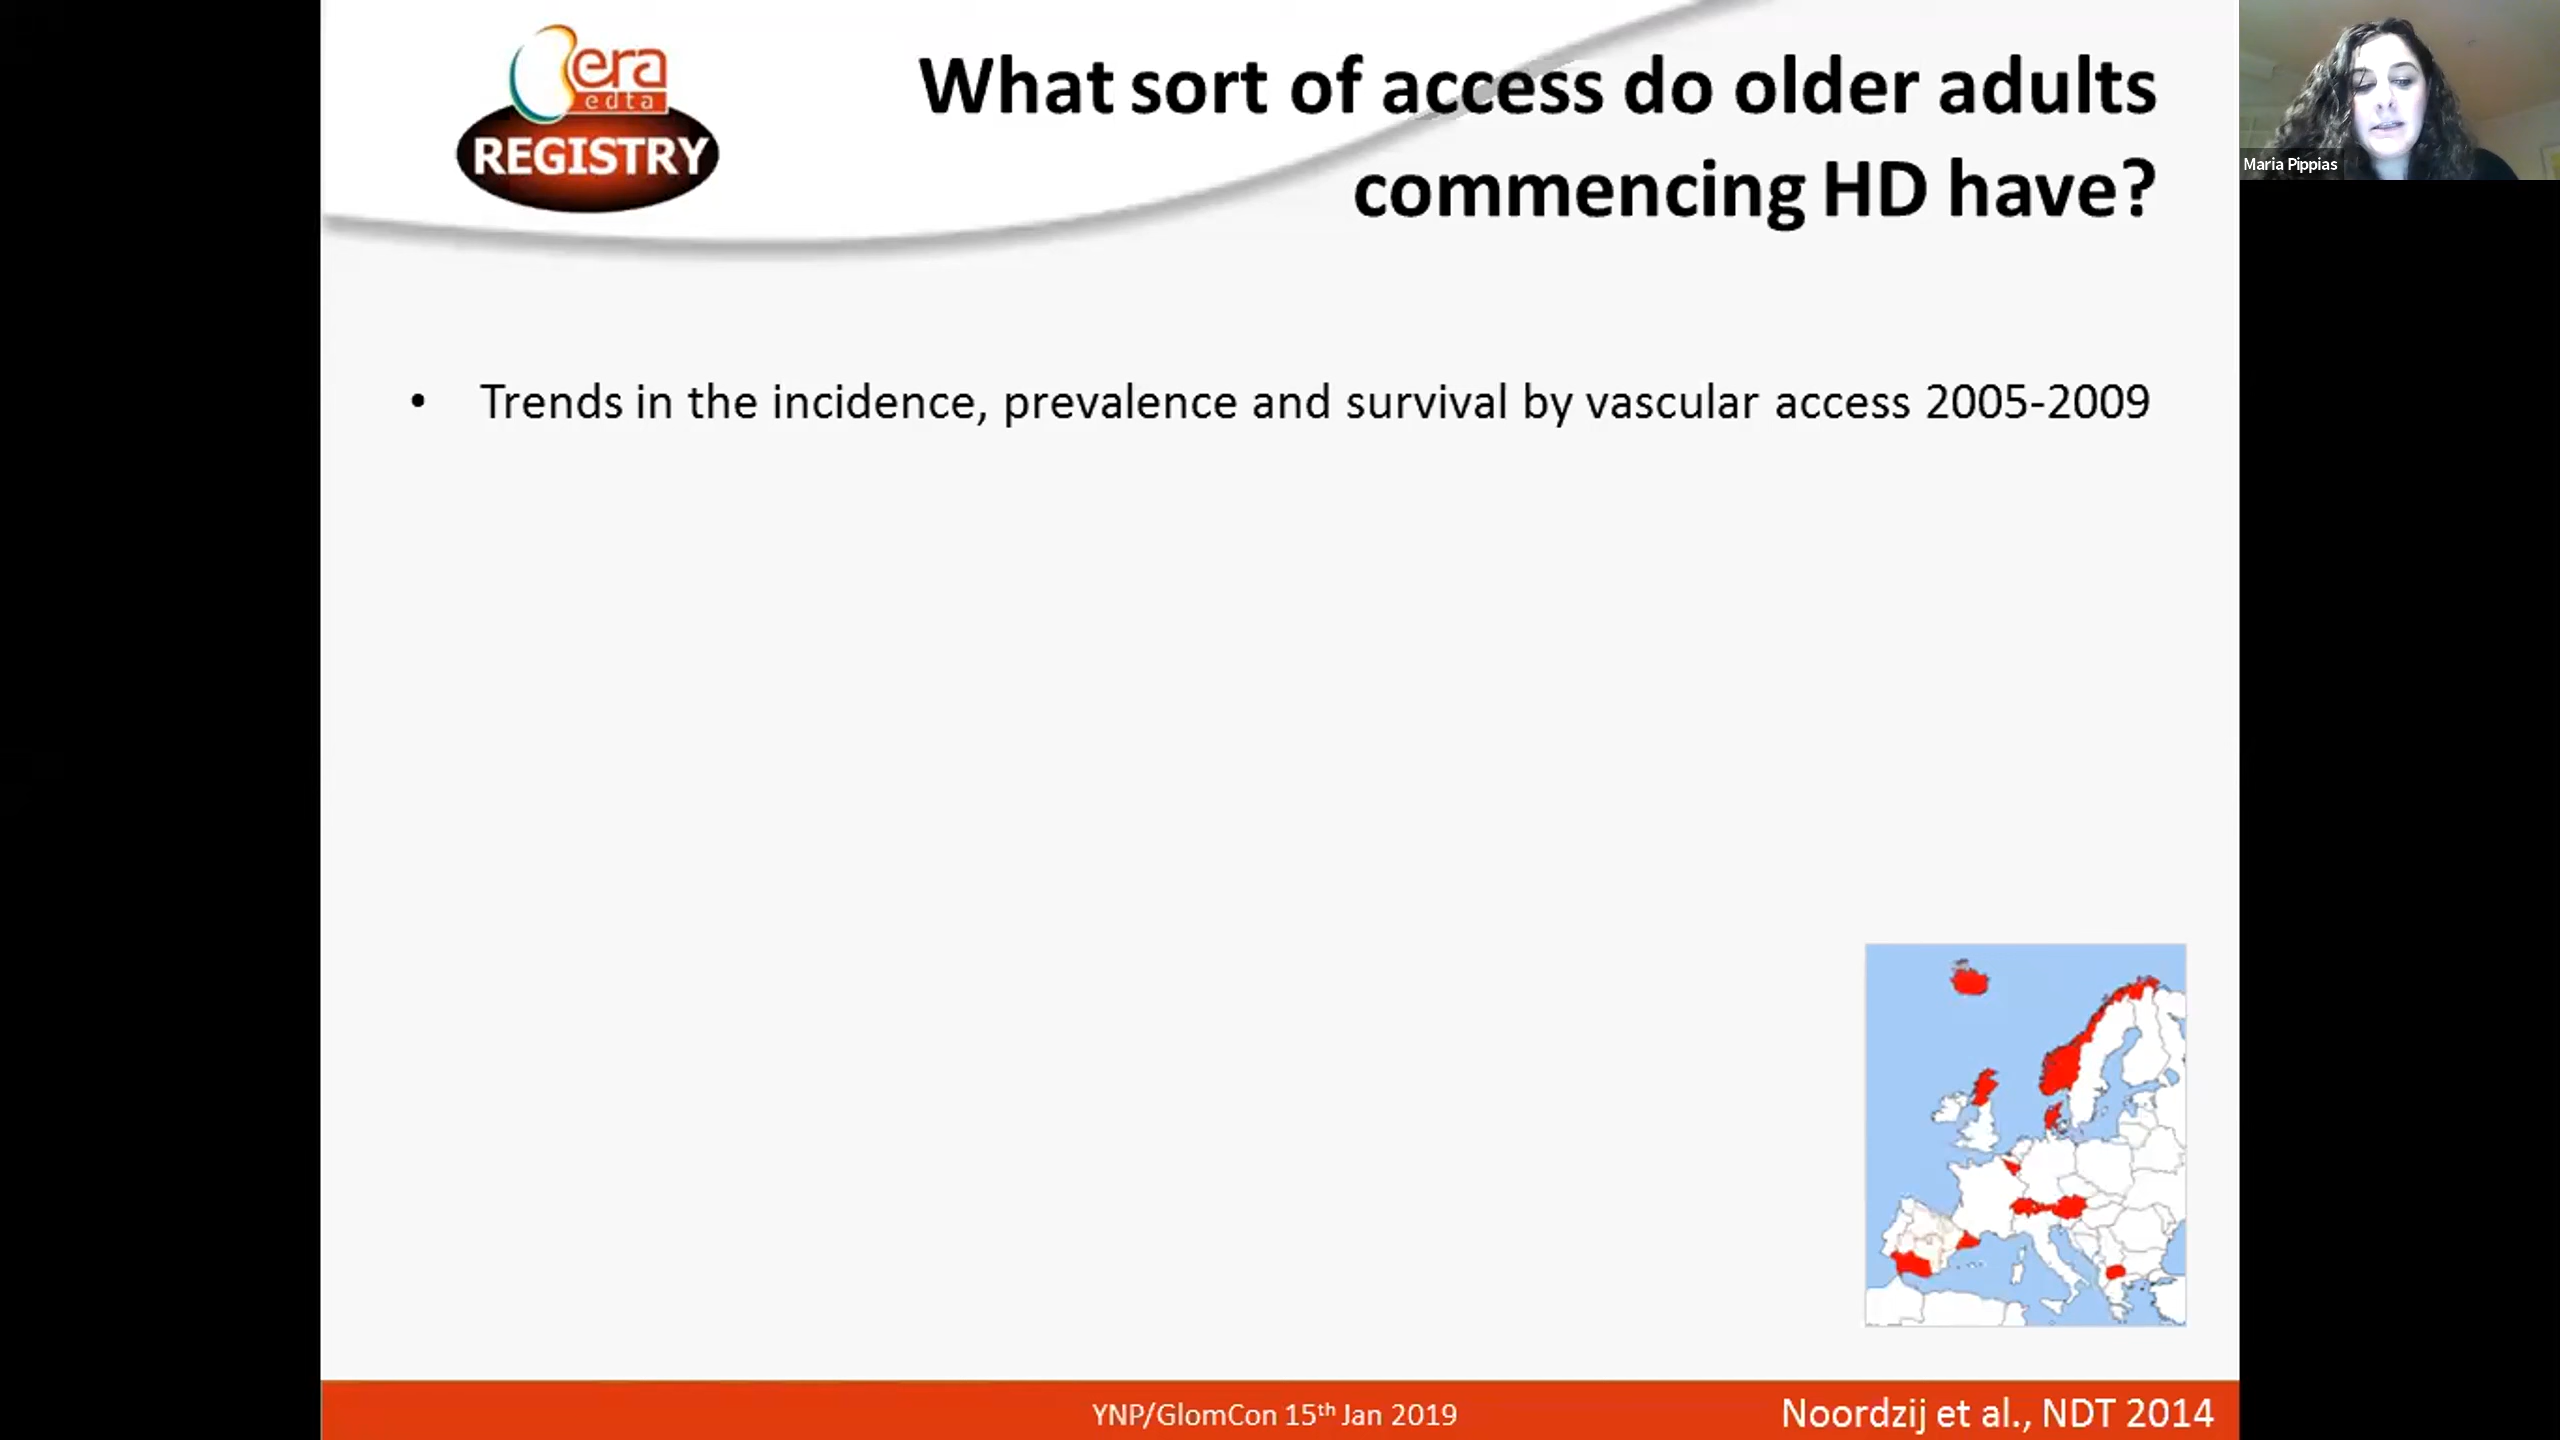 era
edta
REGISTRY
What sort of access do older adults
commencing HD have?
Maria Pippias
• Trends in the incidence, prevalence and survival by vascular access 2005-2009
YNP/GlomCon 15th Jan 2019
Noordzij et al., NDT 2014